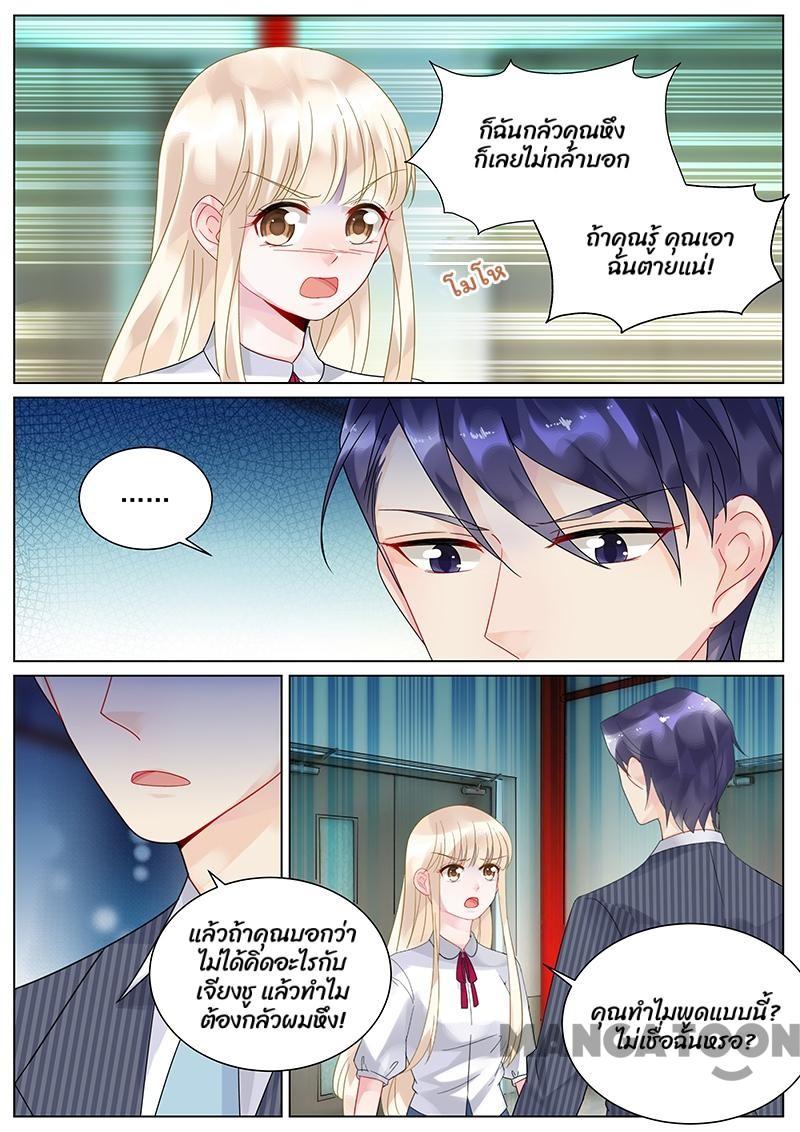 ก็ฉันกลัวคุณหึง
ก็เลยไม่กล้าบอก
ถ้าคุณรู้ คุณเอา
ฉันตายแน่!
โมโห
......
แล้วถ้าคุณบอกว่า
ไม่ได้คิดอะไรกับ
เจียงชู แล้วทำไม
ต้องกลัวผมหึง!
คุณทำไมพูดแบบนี้?
ไม่เชื่อฉันหรอ?
MANGATOON